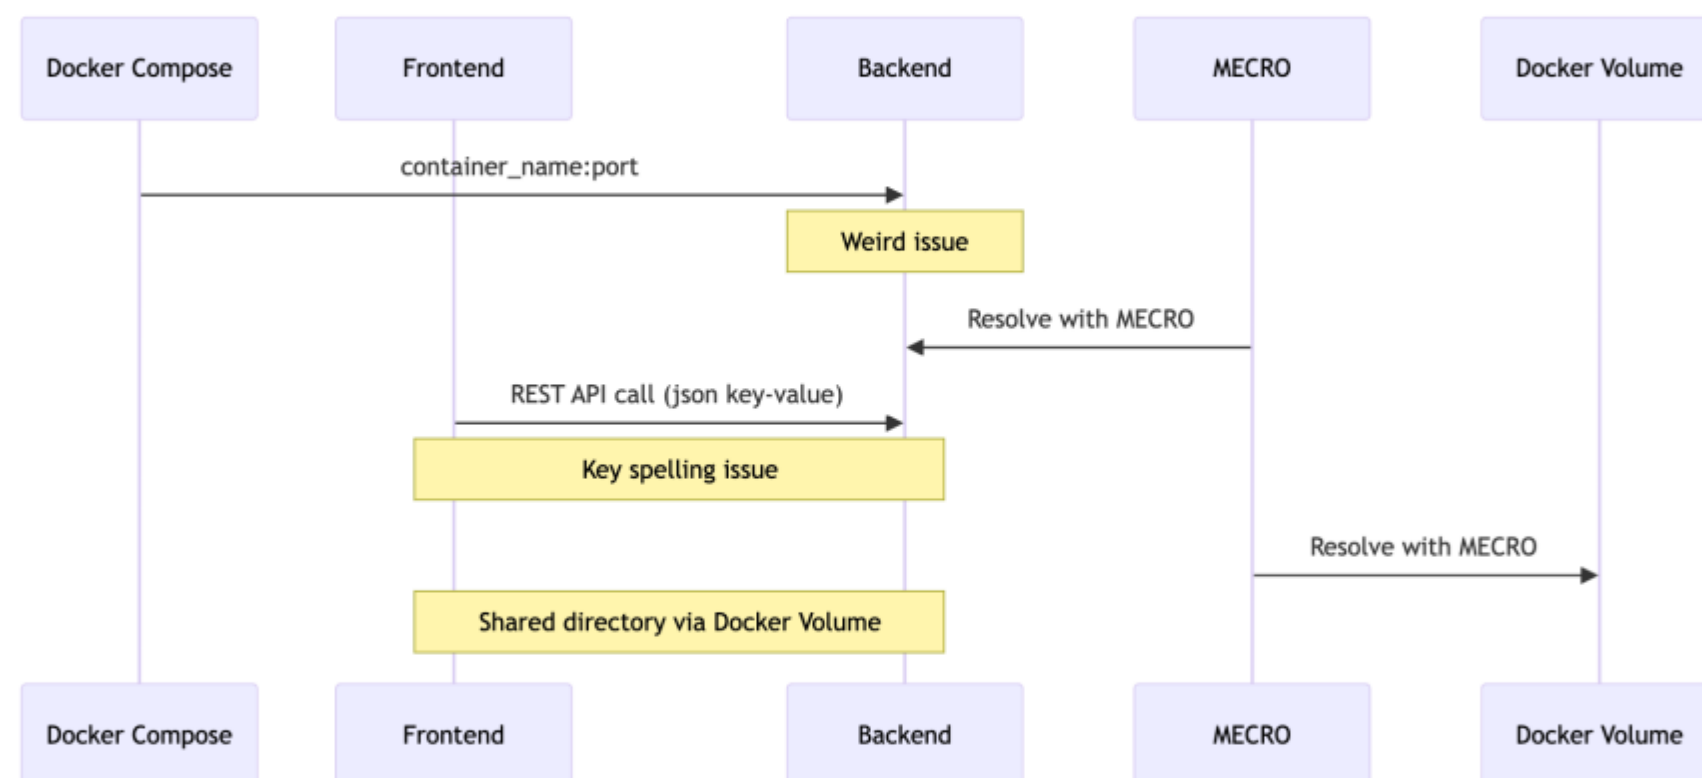 Docker Compose
Frontend
Backend
MECRO
Docker Volume
container_name:port
Weird issue
Resolve with MECRO
REST API call (json key-value)
Key spelling issue
Resolve with MECRO
Shared directory via Docker Volume
Docker Compose
Frontend
Backend
MECRO
Docker Volume